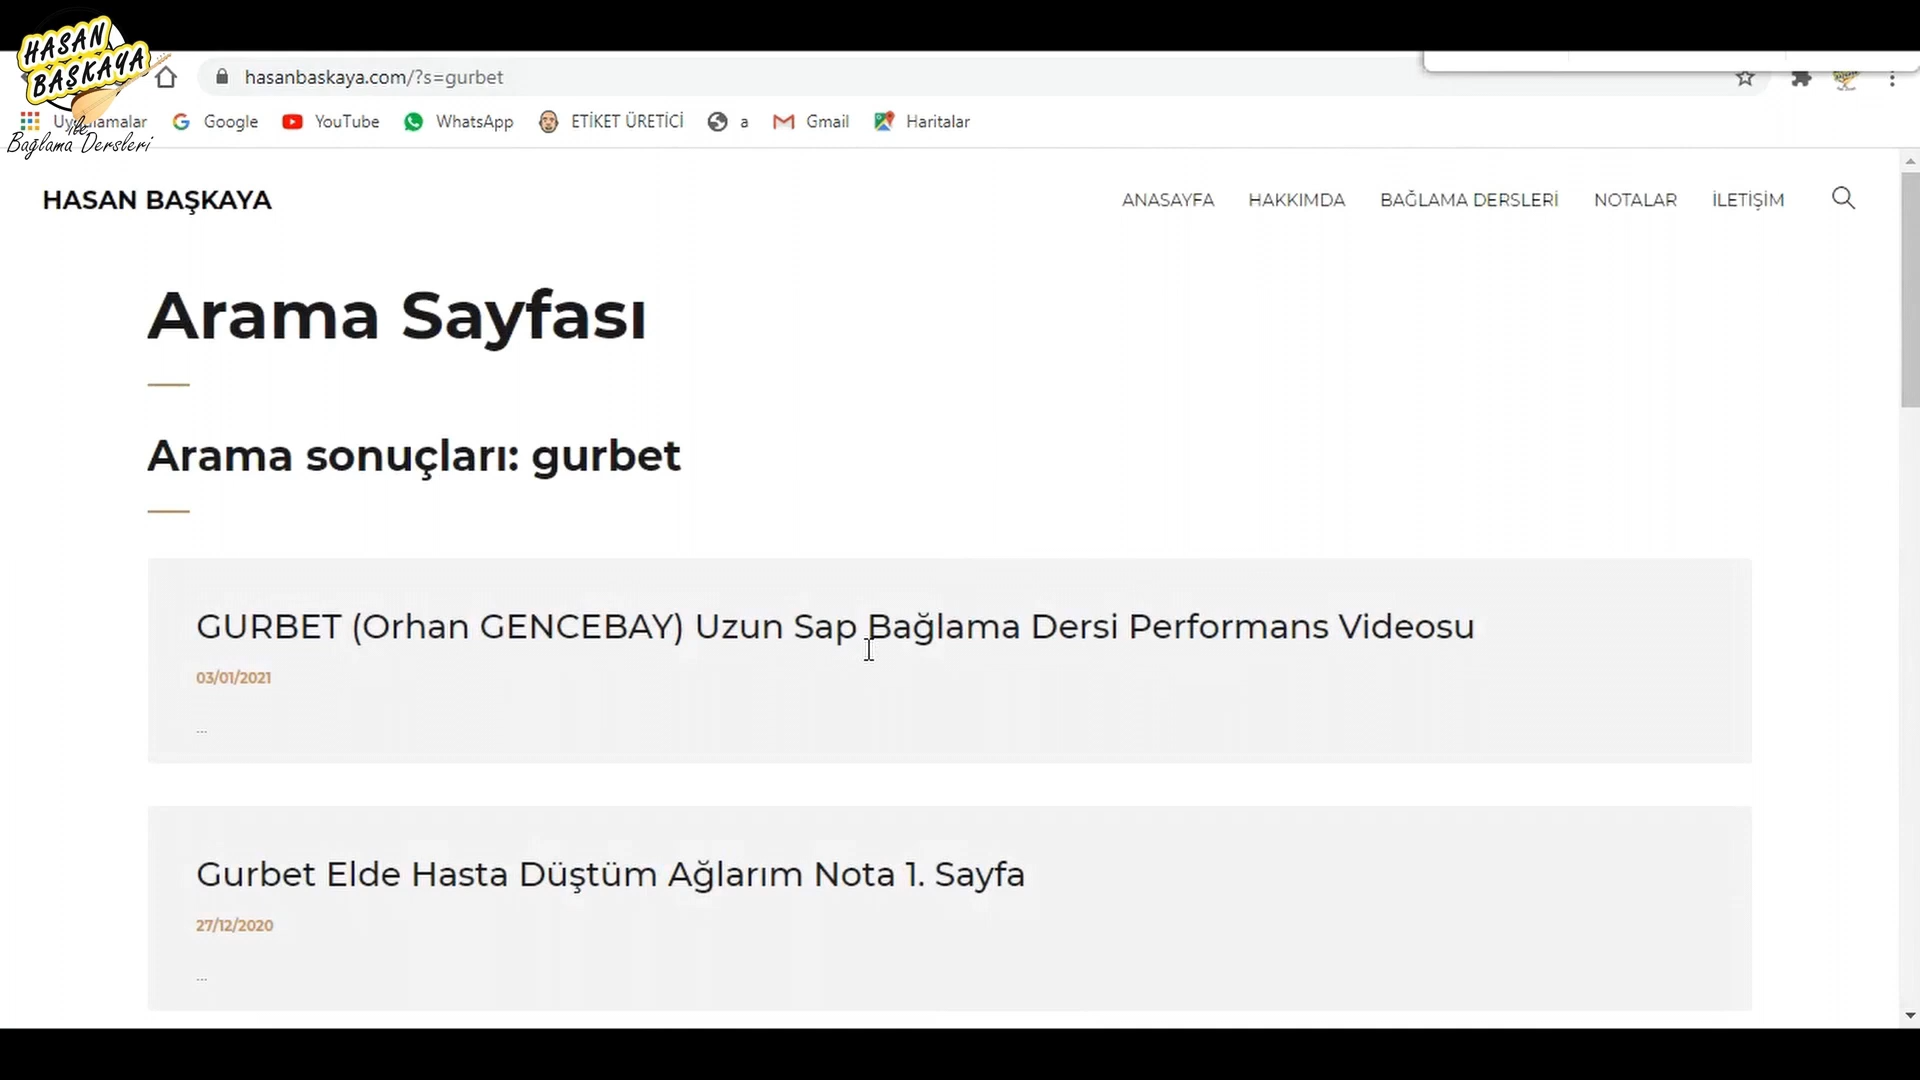 HASAN
BAŞKAYA
ile
Bağlama Dersleri
hasanbaskaya.com/?s=gurbet
Google YouTube WhatsApp ETİKET ÜRETİCİ a Gmail Haritalar
HASAN BAŞKAYA ANASAYFA HAKKIMDA BAĞLAMA DERSLERİ NOTALAR İLETİŞİM
Arama Sayfası
Arama sonuçları: gurbet
GURBET (Orhan GENCEBAY) Uzun Sap Bağlama Dersi Performans Videosu
03/01/2021
...
Gurbet Elde Hasta Düştüm Ağlarım Nota 1. Sayfa
27/12/2020
...